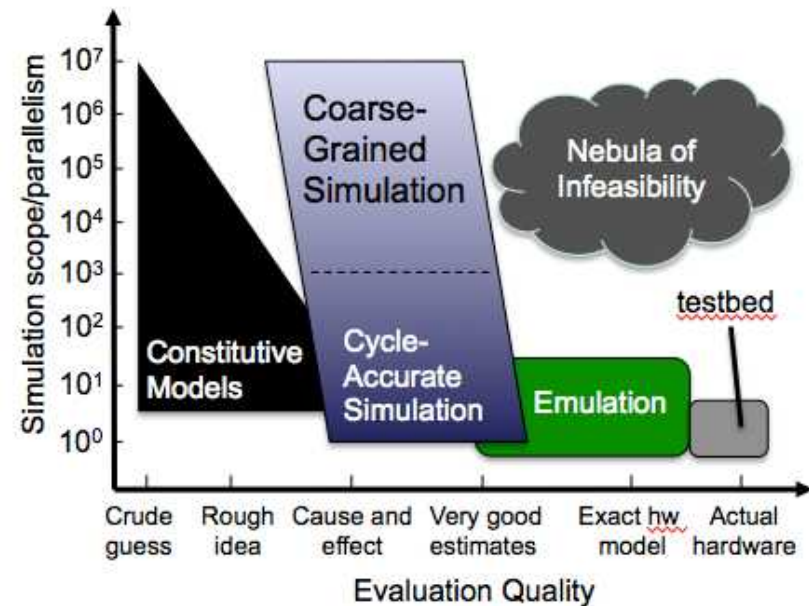 Simulation scope/parallelism
10⁷
10⁶
10⁵
10⁴
10³
10²
10¹
10⁰
Coarse-
Grained
Simulation
Nebula of
Infeasibility
testbed
Constitutive
Models
Cycle-
Accurate
Simulation
Emulation
Crude
guess
Rough
idea
Cause and
effect
Very good
estimates
Exact hw
model
Actual
hardware
Evaluation Quality